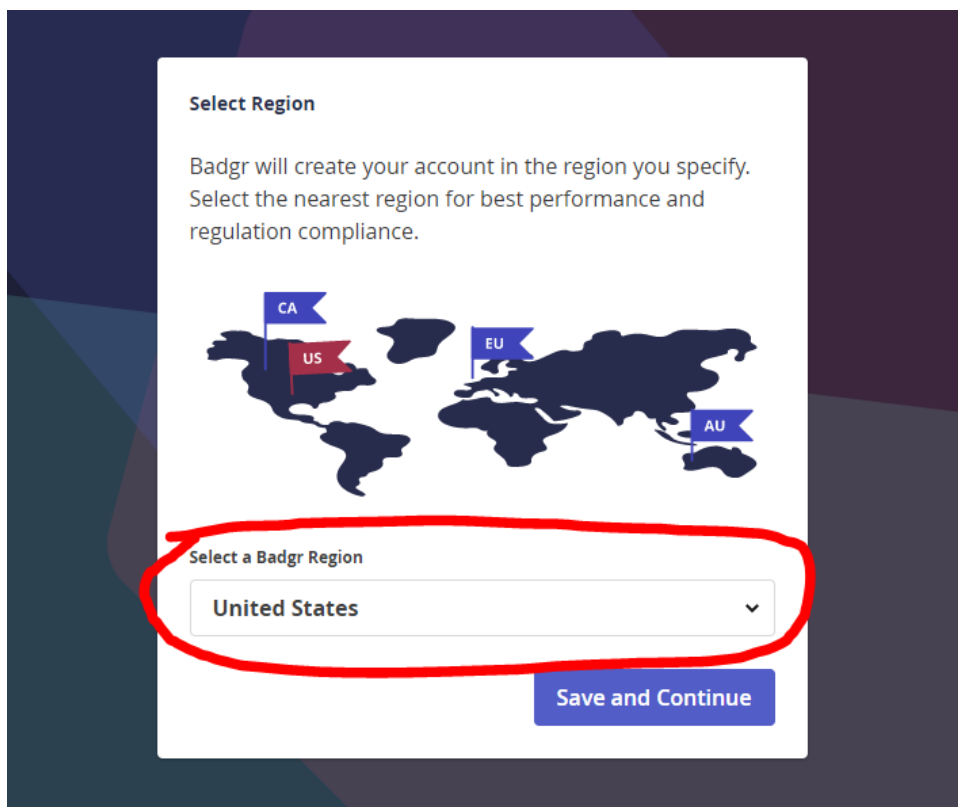 Select Region
Badgr will create your account in the region you specify.
Select the nearest region for best performance and
regulation compliance.
CA
US
EU
AU
Select a Badgr Region
United States
Save and Continue